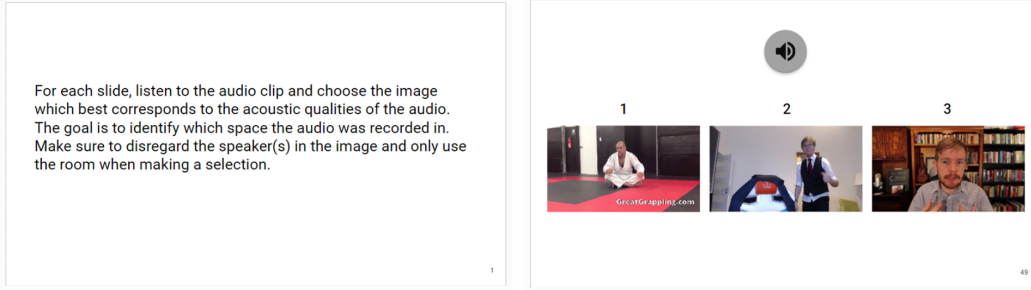 For each slide, listen to the audio clip and choose the image
which best corresponds to the acoustic qualities of the audio.
The goal is to identify which space the audio was recorded in.
Make sure to disregard the speaker(s) in the image and only use
the room when making a selection.
1
1 2 3
GreatGrappling.com
49